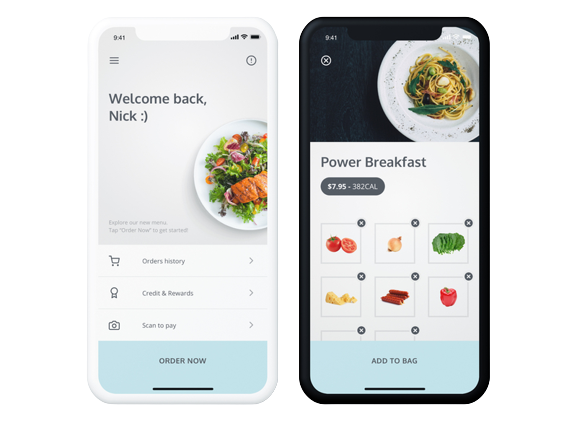 9:41
Welcome back,
Nick :)
Explore our new menu.
Tap "Order Now" to get started!
Orders history
Credit & Rewards
Scan to pay
ORDER NOW
9:41
Power Breakfast
$7.95 - 382CAL
ADD TO BAG